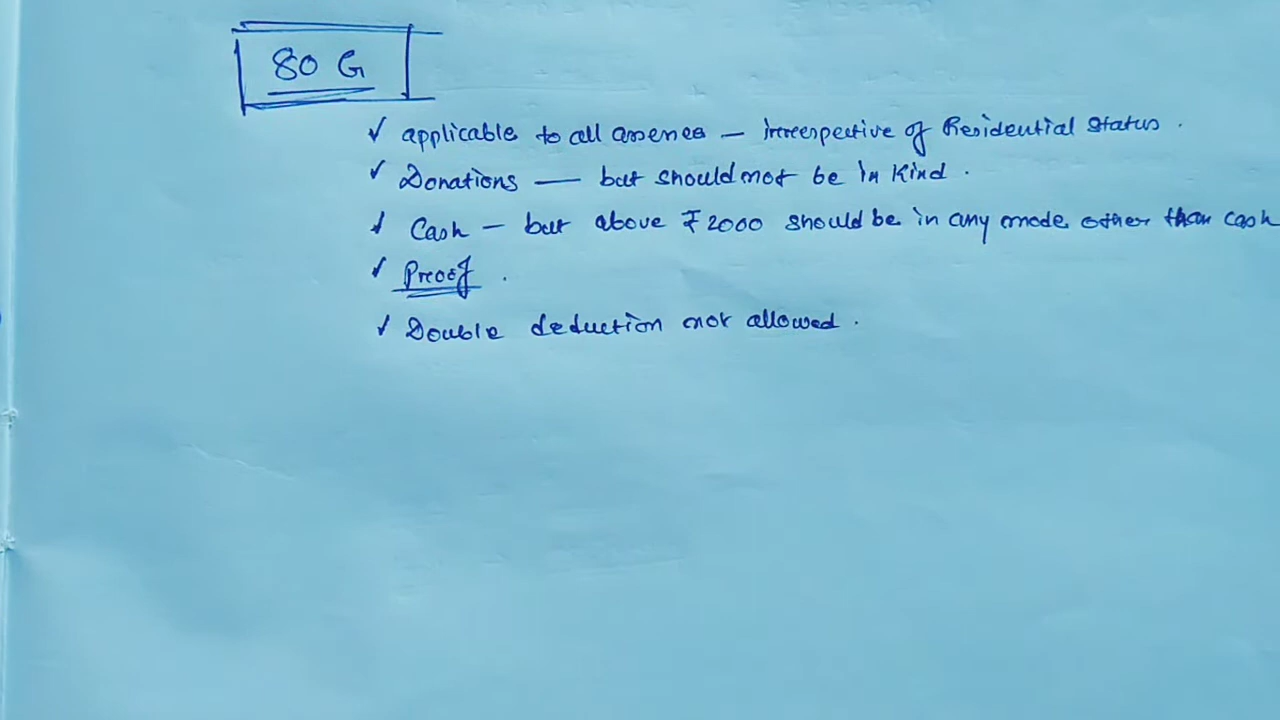 80 G
✓ applicable to all assesses — irrespective of Residential Status .
✓ Donations — but should not be in Kind .
✓ Cash — but above ₹2000 should be in any mode other than cash
✓ Proof .
✓ Double deduction not allowed .